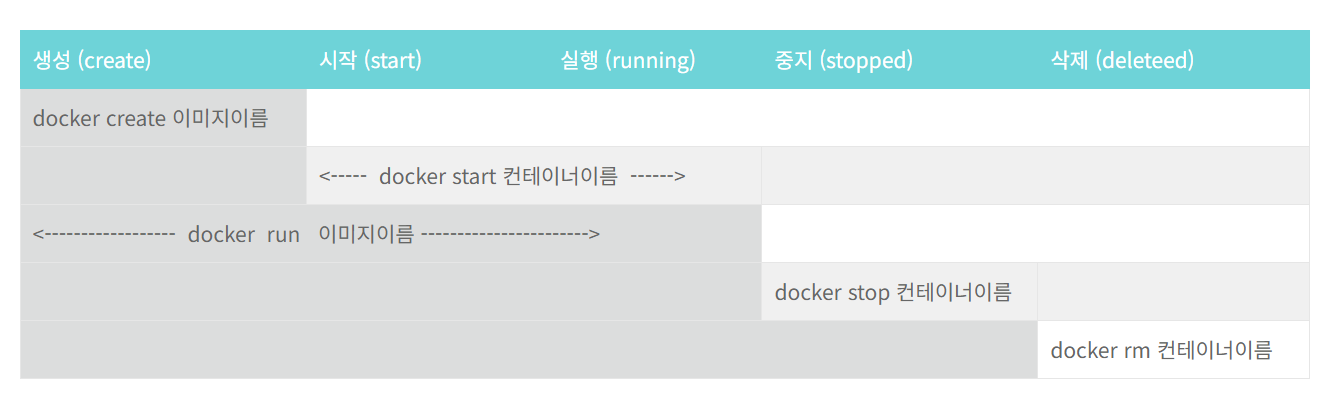 생성 (create) 시작 (start) 실행 (running) 중지 (stopped) 삭제 (deleteed)
docker create 이미지이름
<----- docker start 컨테이너이름 ------>
<------------------ docker run 이미지이름 ----------------------->
docker stop 컨테이너이름
docker rm 컨테이너이름